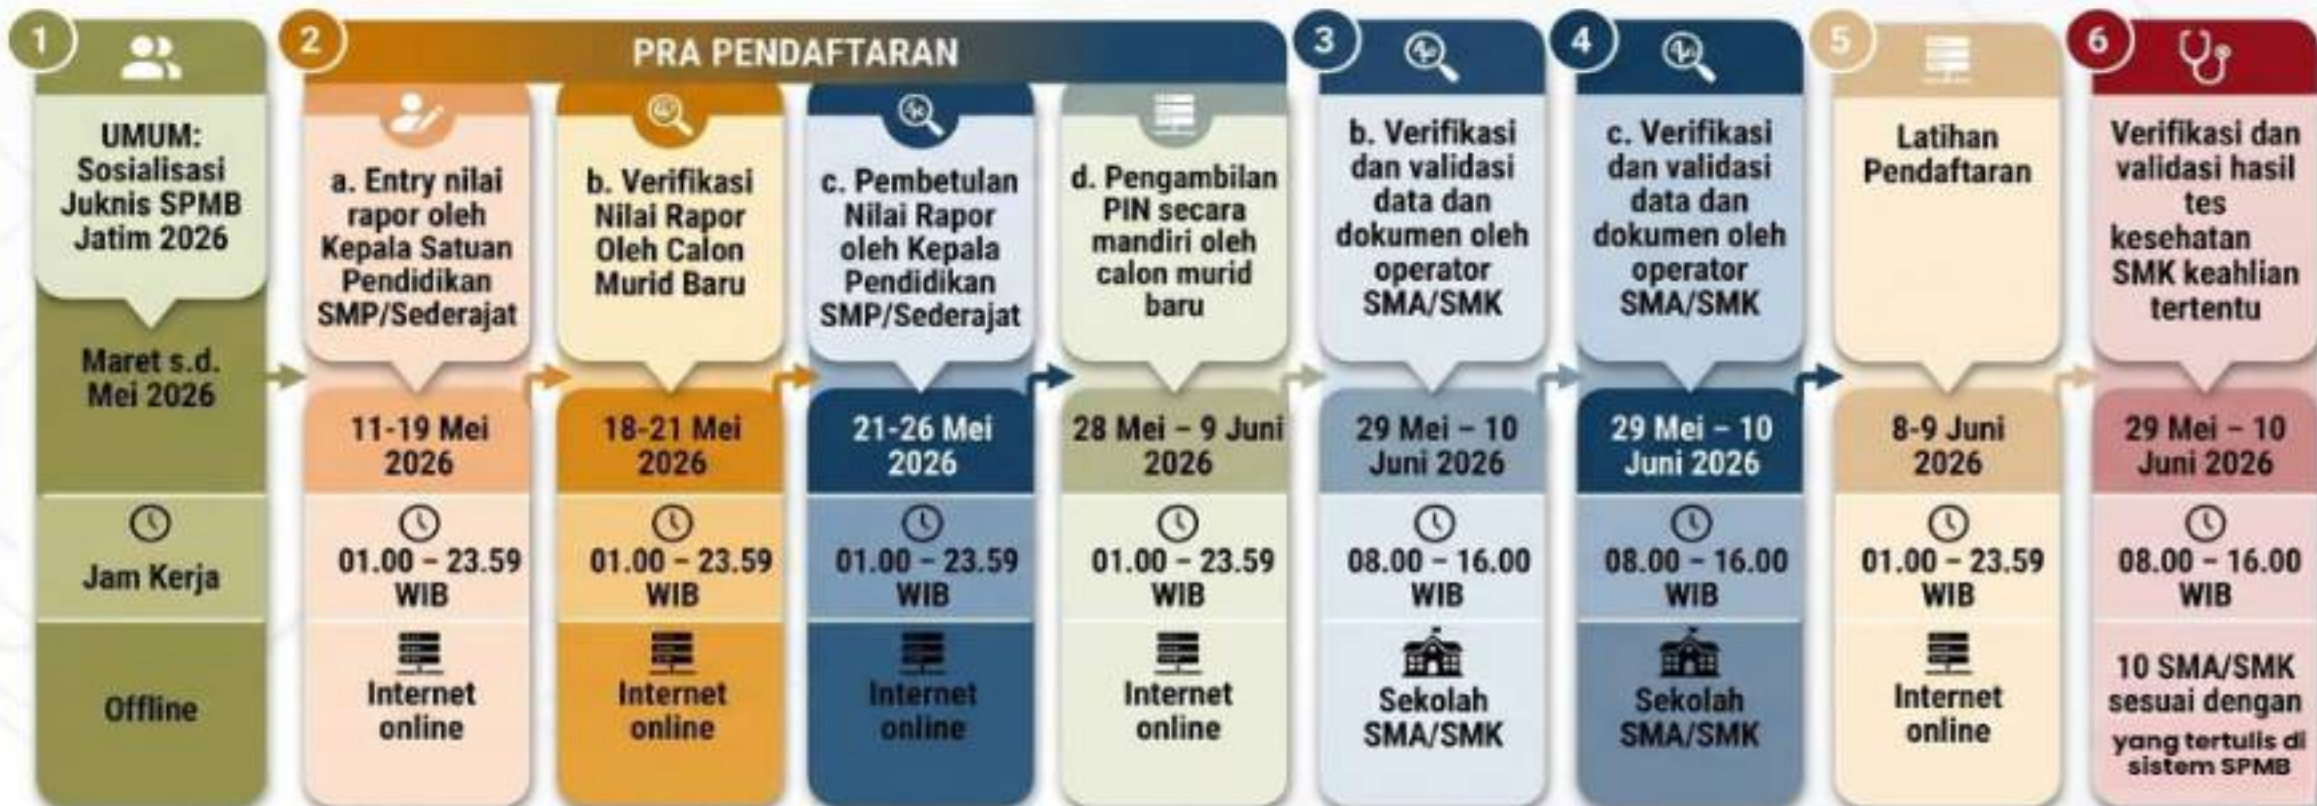 1
UMUM:
Sosialisasi
Juknis SPMB
Jatim 2026
Maret s.d.
Mei 2026
Jam Kerja
Offline
2
PRA PENDAFTARAN
a. Entry nilai
rapor oleh
Kepala Satuan
Pendidikan
SMP/Sederajat
11-19 Mei
2026
01.00 – 23.59
WIB
Internet
online
b. Verifikasi
Nilai Rapor
Oleh Calon
Murid Baru
18-21 Mei
2026
01.00 – 23.59
WIB
Internet
online
c. Pembetulan
Nilai Rapor
oleh Kepala
Pendidikan
SMP/Sederajat
21-26 Mei
2026
01.00 – 23.59
WIB
Internet
online
d. Pengambilan
PIN secara
mandiri oleh
calon murid
baru
28 Mei – 9 Juni
2026
01.00 – 23.59
WIB
Internet
online
3
b. Verifikasi
dan validasi
data dan
dokumen oleh
operator
SMA/SMK
29 Mei – 10
Juni 2026
08.00 – 16.00
WIB
Sekolah
SMA/SMK
4
c. Verifikasi
dan validasi
data dan
dokumen oleh
operator
SMA/SMK
29 Mei – 10
Juni 2026
08.00 – 16.00
WIB
Sekolah
SMA/SMK
5
Latihan
Pendaftaran
8-9 Juni
2026
01.00 – 23.59
WIB
Internet
online
6
Verifikasi dan
validasi hasil
tes
kesehatan
SMK keahlian
tertentu
29 Mei – 10
Juni 2026
08.00 – 16.00
WIB
10 SMA/SMK
sesuai dengan
yang tertulis di
sistem SPMB